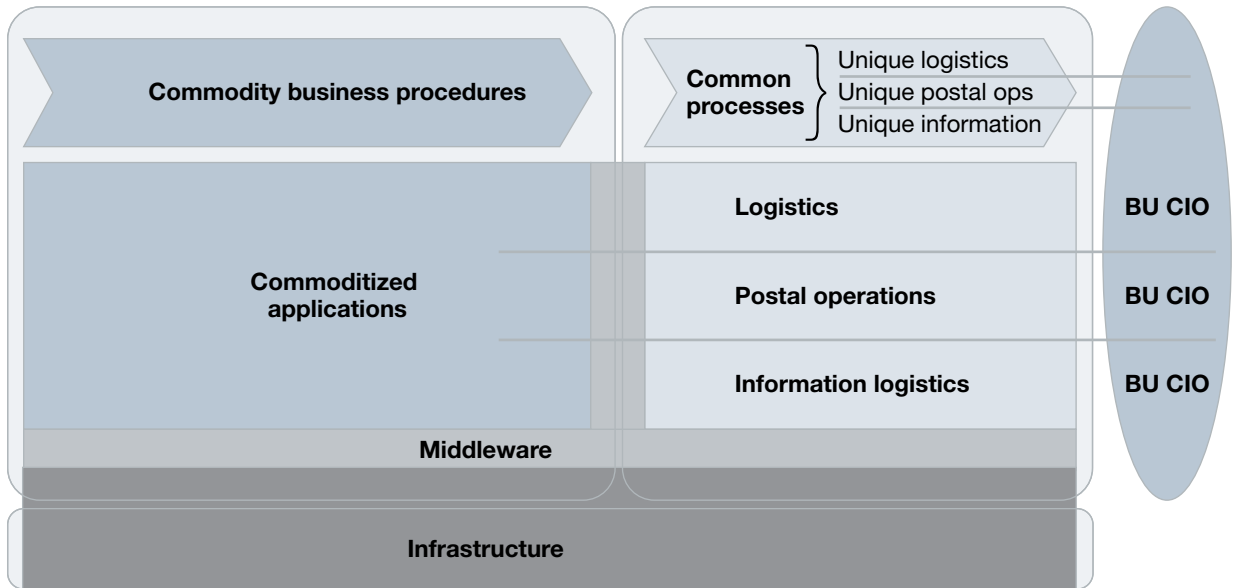 Commodity business procedures
Common
processes
Unique logistics
Unique postal ops
Unique information
Commoditized
applications
Logistics
BU CIO
Postal operations
BU CIO
Information logistics
BU CIO
Middleware
Infrastructure